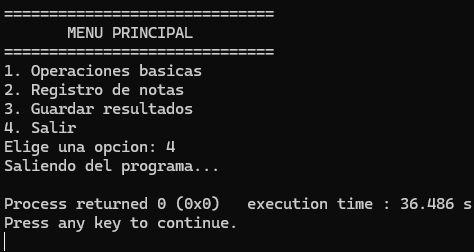 ==============================
MENU PRINCIPAL
==============================
1. Operaciones basicas
2. Registro de notas
3. Guardar resultados
4. Salir
Elige una opcion: 4
Saliendo del programa...
Process returned 0 (0x0)   execution time : 36.486 s
Press any key to continue.